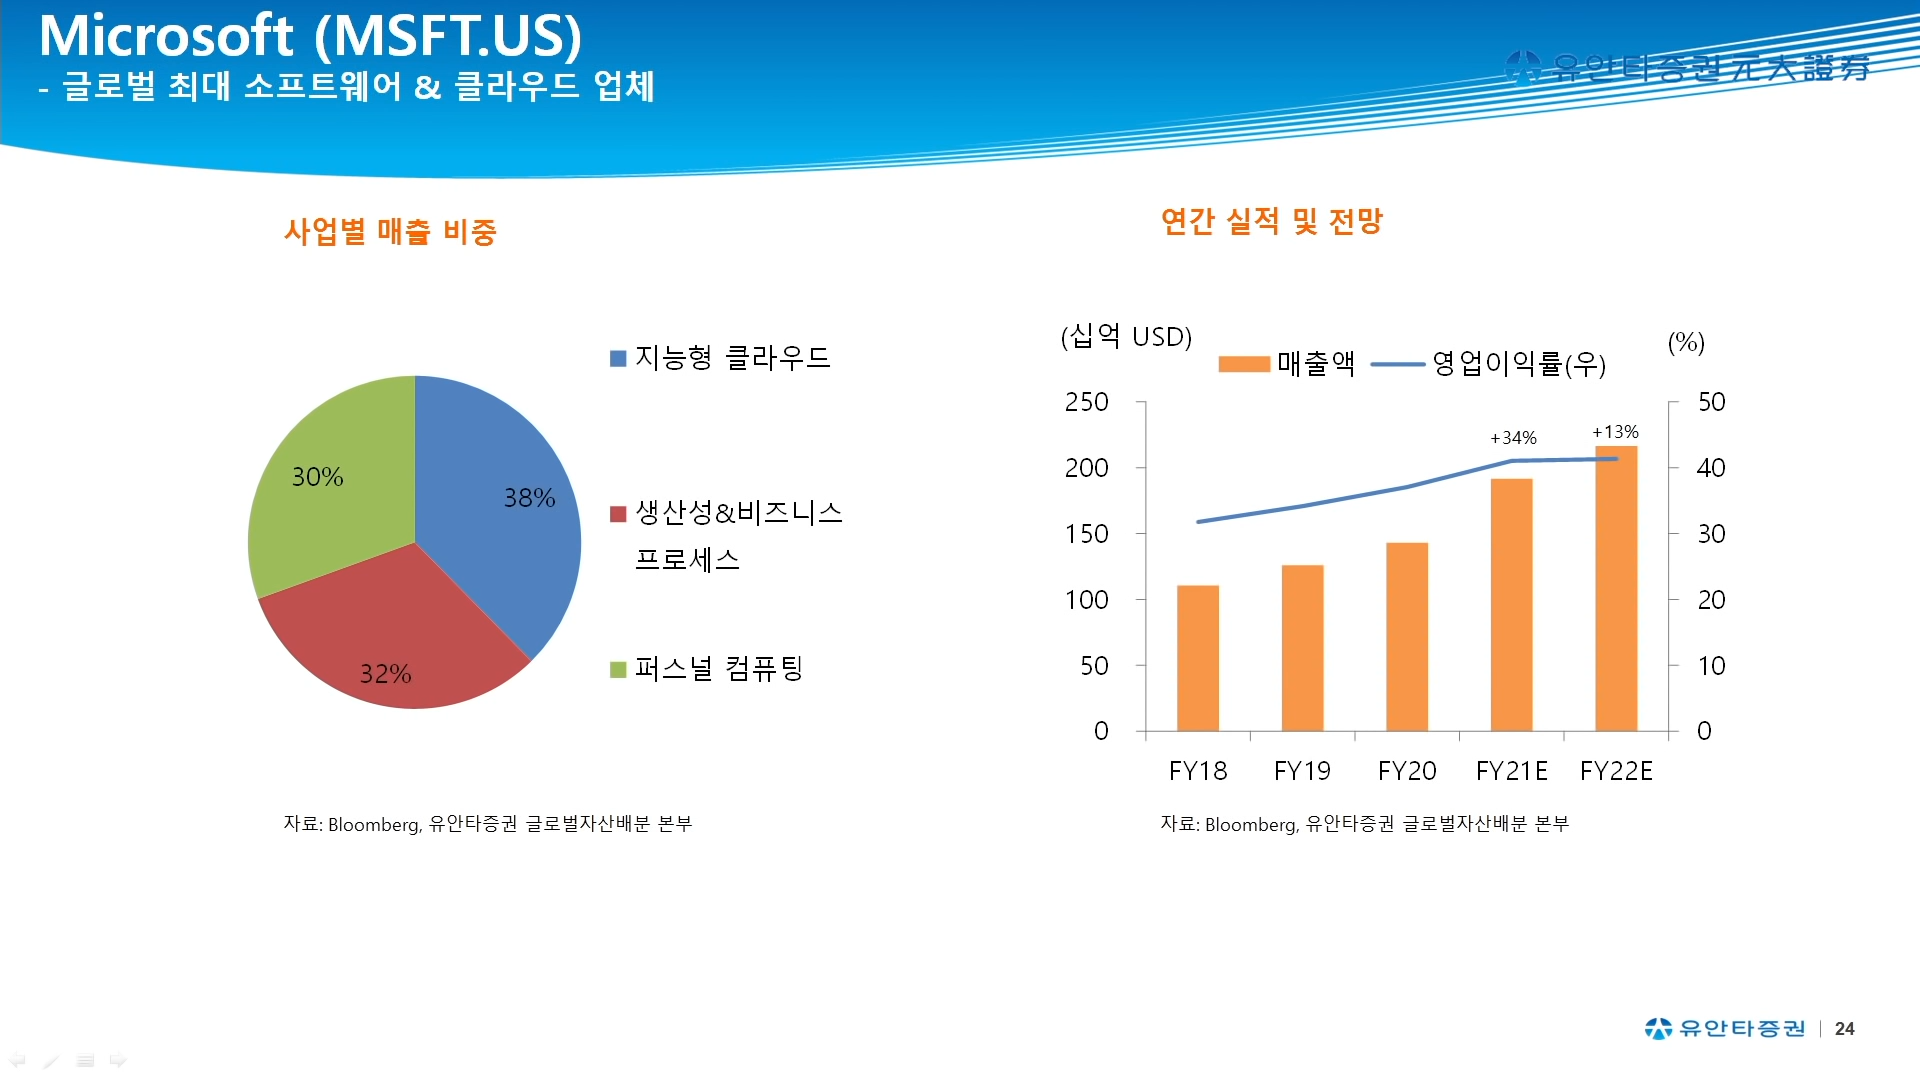 Microsoft (MSFT.US)
- 글로벌 최대 소프트웨어 & 클라우드 업체
유안타증권 元大證券
사업별 매출 비중
지능형 클라우드
생산성&비즈니스
프로세스
퍼스널 컴퓨팅
30%
38%
32%
자료: Bloomberg, 유안타증권 글로벌자산배분 본부
연간 실적 및 전망
(십억 USD)
(%)
매출액
영업이익률(우)
250
200
150
100
50
0
50
40
30
20
10
0
+34%
+13%
FY18 FY19 FY20 FY21E FY22E
자료: Bloomberg, 유안타증권 글로벌자산배분 본부
유안타증권 | 24